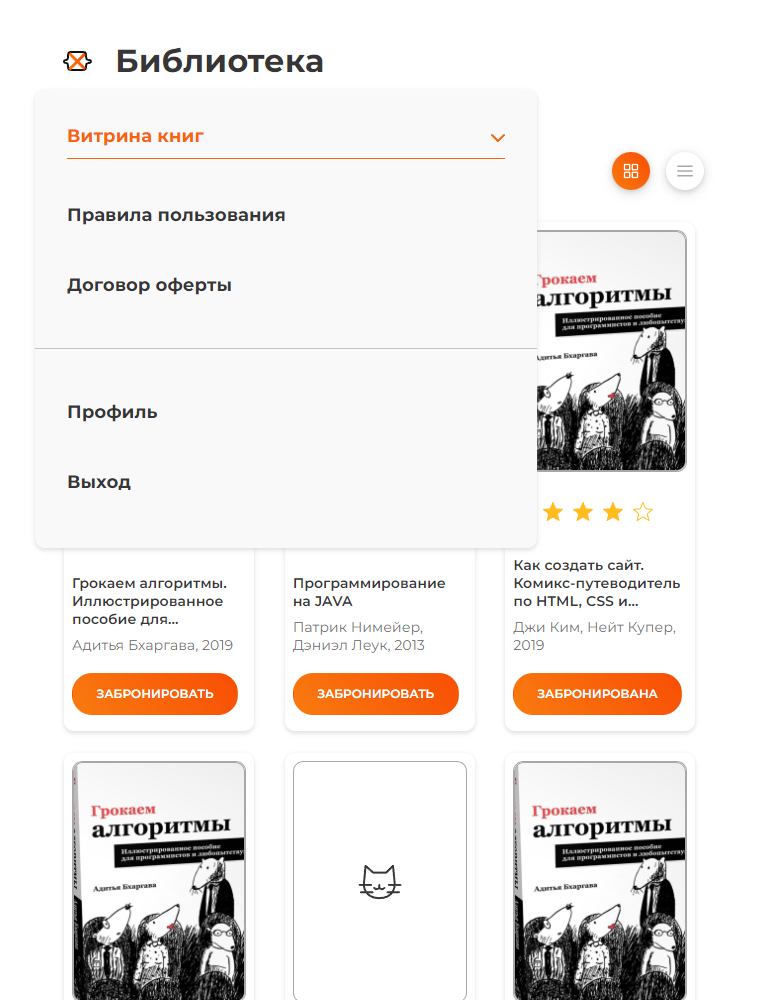 Библиотека
Витрина книг
Правила пользования
Договор оферты
Профиль
Выход
Грокаем
алгоритмы
Иллюстрированное пособие
для программистов и любопытствующих
Адитья Бхаргава
Грокаем алгоритмы.
Иллюстрированное
пособие для...
Адитья Бхаргава, 2019
ЗАБРОНИРОВАТЬ
Программирование
на JAVA
Патрик Нимейер,
Дэниэл Леук, 2013
ЗАБРОНИРОВАТЬ
Как создать сайт.
Комикс-путеводитель
по HTML, CSS и...
Джи Ким, Нейт Купер,
2019
ЗАБРОНИРОВАНА
Грокаем
алгоритмы
Иллюстрированное пособие
для программистов и любопытствую
Адитья Бхаргава
Грокаем
алгоритмы
Иллюстрированное пособие
для программистов и любопытствую
Адитья Бхаргава